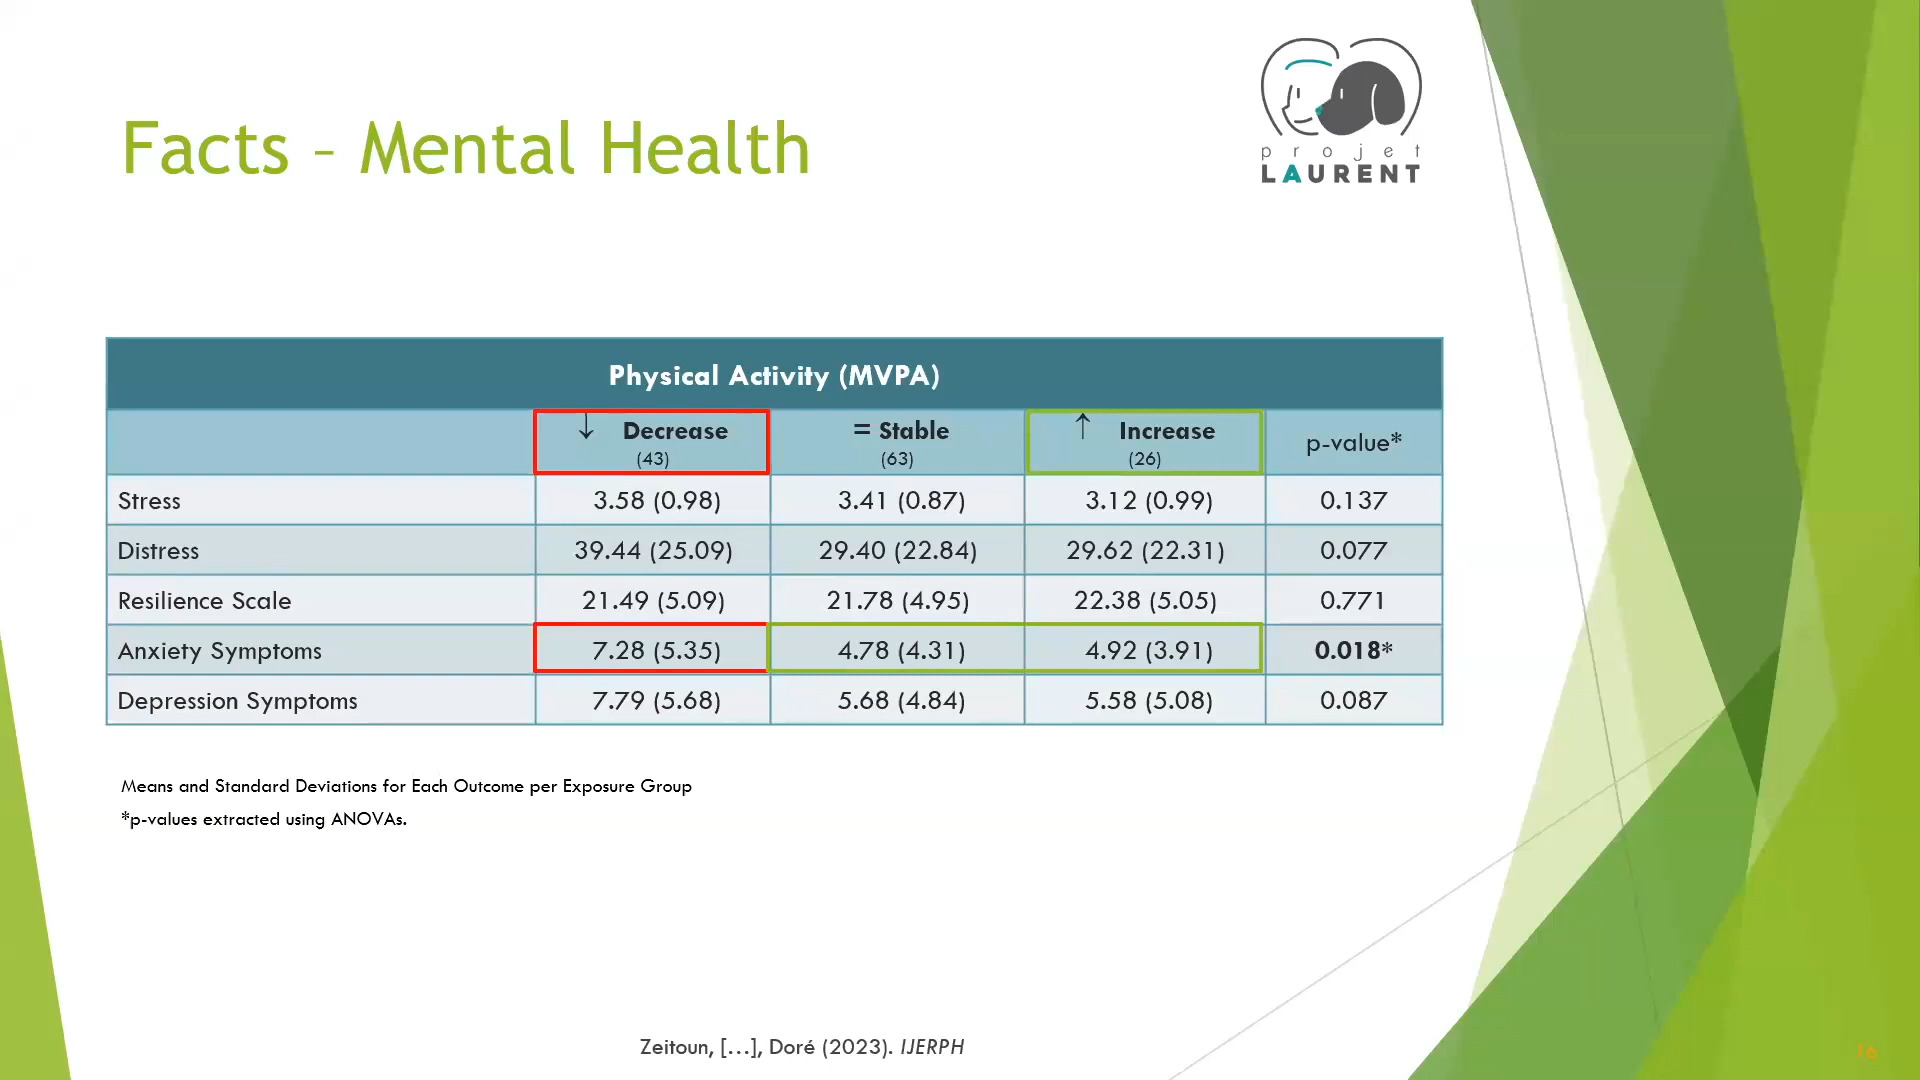 Facts – Mental Health
projet
LAURENT
Physical Activity (MVPA)
↓ Decrease = Stable ↑ Increase p-value*
(43) (63) (26)
Stress 3.58 (0.98) 3.41 (0.87) 3.12 (0.99) 0.137
Distress 39.44 (25.09) 29.40 (22.84) 29.62 (22.31) 0.077
Resilience Scale 21.49 (5.09) 21.78 (4.95) 22.38 (5.05) 0.771
Anxiety Symptoms 7.28 (5.35) 4.78 (4.31) 4.92 (3.91) 0.018*
Depression Symptoms 7.79 (5.68) 5.68 (4.84) 5.58 (5.08) 0.087
Means and Standard Deviations for Each Outcome per Exposure Group
*p-values extracted using ANOVAs.
Zeitoun, […], Doré (2023). IJERPH
16